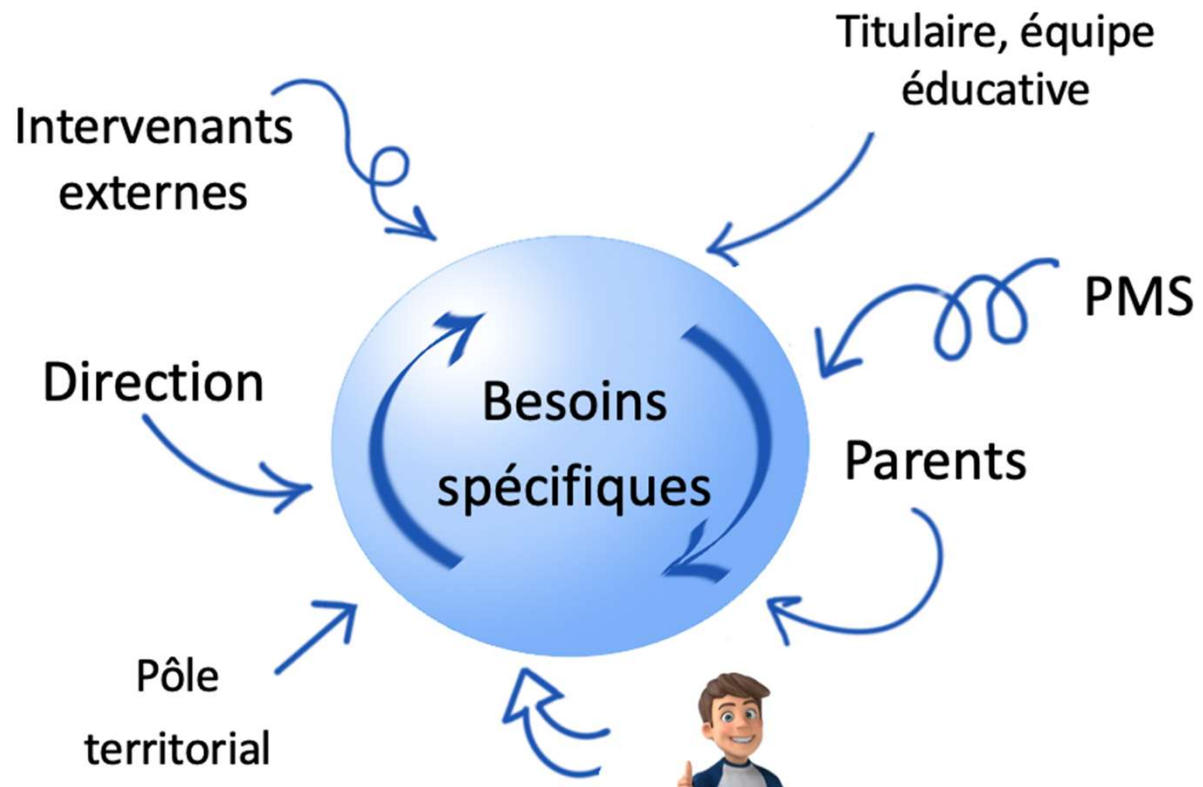 Titulaire, équipe
éducative
Intervenants
externes
PMS
Direction
Besoins
spécifiques
Parents
Pôle
territorial